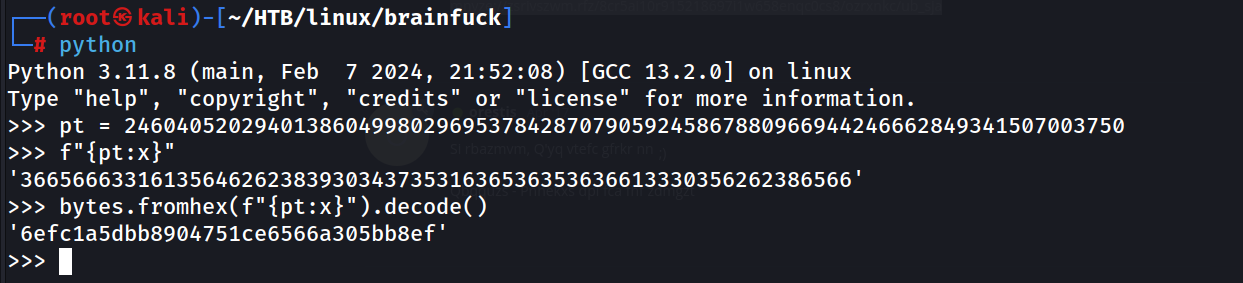 ┌──(root㉿kali)-[~/HTB/linux/brainfuck]
└─# python
Python 3.11.8 (main, Feb  7 2024, 21:52:08) [GCC 13.2.0] on linux
Type "help", "copyright", "credits" or "license" for more information.
>>> pt = 24604052029401386049980296953784287079059245867880966944246662849341507003750
>>> f"{pt:x}"
'3665666331613564626238393034373531636536353636613330356262386566'
>>> bytes.fromhex(f"{pt:x}").decode()
'6efc1a5dbb8904751ce6566a305bb8ef'
>>>